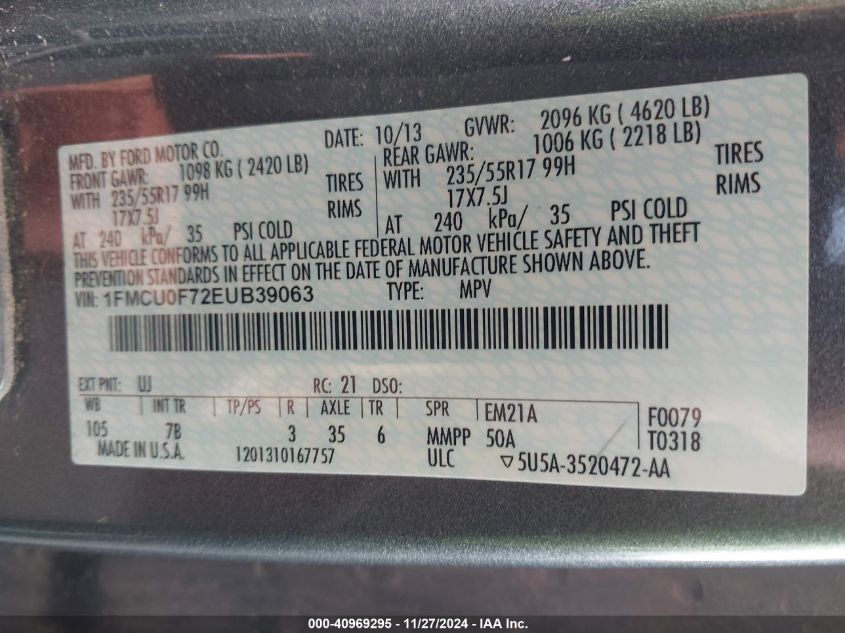 MFD. BY FORD MOTOR CO. DATE: 10/13 GVWR: 2096 KG ( 4620 LB)
FRONT GAWR: 1098 KG ( 2420 LB) REAR GAWR: 1006 KG ( 2218 LB)
WITH 235/55R17 99H TIRES WITH 235/55R17 99H TIRES
17X7.5J RIMS 17X7.5J RIMS
AT 240 kPa/ 35 PSI COLD AT 240 kPa/ 35 PSI COLD
THIS VEHICLE CONFORMS TO ALL APPLICABLE FEDERAL MOTOR VEHICLE SAFETY AND THEFT
PREVENTION STANDARDS IN EFFECT ON THE DATE OF MANUFACTURE SHOWN ABOVE.
VIN: 1FMCU0F72EUB39063 TYPE: MPV
EXT PNT: UJ RC: 21 DSO:
WB INT TR TP/PS R AXLE TR SPR EM21A F0079
105 7B 3 35 6 MMPP 50A T0318
MADE IN U.S.A. 1201310167757 ULC ▽5U5A-3520472-AA
000-40969295 - 11/27/2024 - IAAI.COM